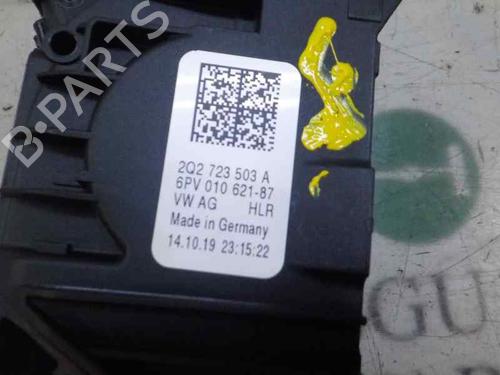 B-PARTS
2Q2 723 503 A
6PV 010 621-87
VW AG HLR
Made in Germany
14.10.19 23:15:22